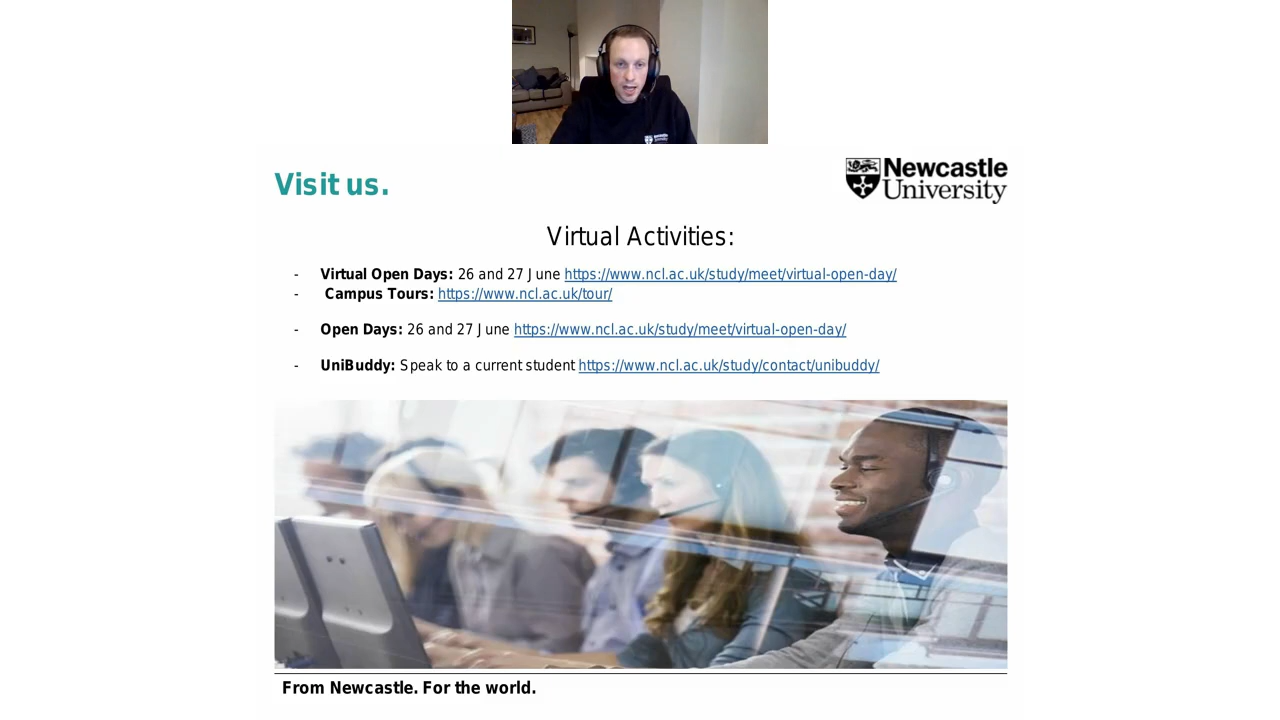 Visit us.
Newcastle
University
Virtual Activities:
- Virtual Open Days: 26 and 27 June https://www.ncl.ac.uk/study/meet/virtual-open-day/
- Campus Tours: https://www.ncl.ac.uk/tour/
- Open Days: 26 and 27 June https://www.ncl.ac.uk/study/meet/virtual-open-day/
- UniBuddy: Speak to a current student https://www.ncl.ac.uk/study/contact/unibuddy/
From Newcastle. For the world.